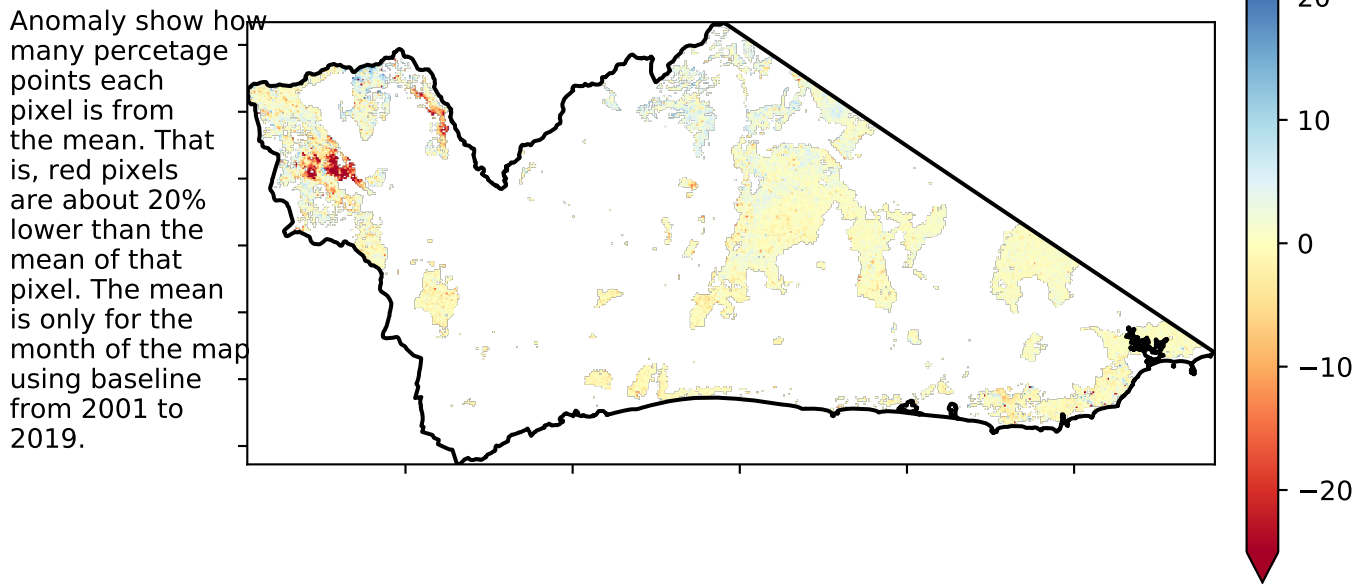 Anomaly show how
many percetage
points each
pixel is from
the mean. That
is, red pixels
are about 20%
lower than the
mean of that
pixel. The mean
is only for the
month of the map
using baseline
from 2001 to
2019.
20
10
0
−10
−20